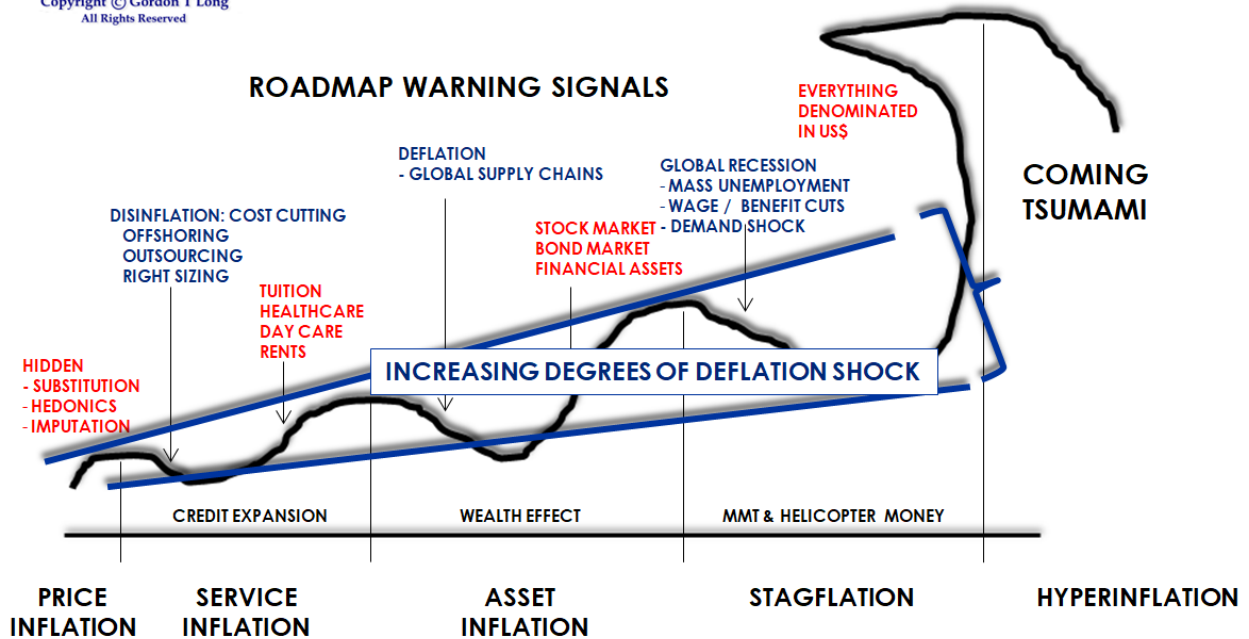 Copyright © Gordon T Long
All Rights Reserved
ROADMAP WARNING SIGNALS
EVERYTHING
DENOMINATED
IN US$
COMING
TSUMAMI
DEFLATION
- GLOBAL SUPPLY CHAINS
GLOBAL RECESSION
- MASS UNEMPLOYMENT
- WAGE / BENEFIT CUTS
- DEMAND SHOCK
DISINFLATION: COST CUTTING
OFFSHORING
OUTSOURCING
RIGHT SIZING
STOCK MARKET
BOND MARKET
FINANCIAL ASSETS
TUITION
HEALTHCARE
DAY CARE
RENTS
HIDDEN
- SUBSTITUTION
- HEDONICS
- IMPUTATION
INCREASING DEGREES OF DEFLATION SHOCK
CREDIT EXPANSION
WEALTH EFFECT
MMT & HELICOPTER MONEY
PRICE
INFLATION
SERVICE
INFLATION
ASSET
INFLATION
STAGFLATION
HYPERINFLATION